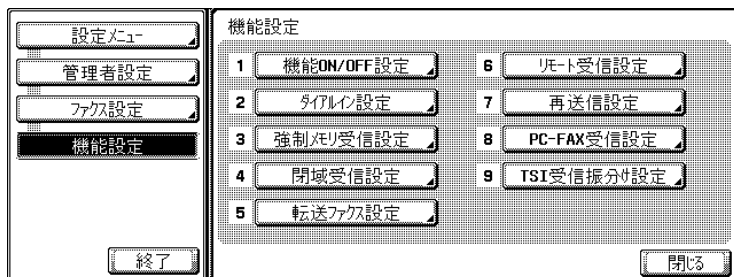 設定ﾒﾆｭｰ
管理者設定
ﾌｧｸｽ設定
機能設定
終了
機能設定
1 機能ON/OFF設定
2 ﾀﾞｲｱﾙｲﾝ設定
3 強制ﾒﾓﾘ受信設定
4 閉域受信設定
5 転送ﾌｧｸｽ設定
6 ﾘﾓｰﾄ受信設定
7 再送信設定
8 PC-FAX受信設定
9 TSI受信振分け設定
閉じる